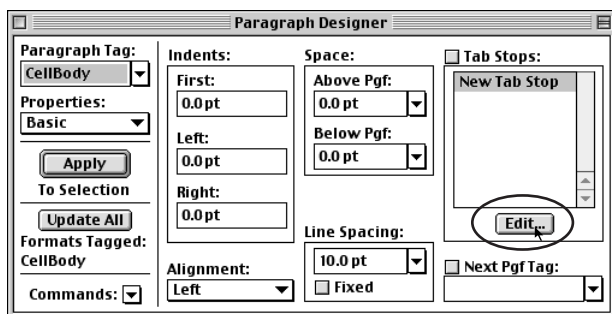 Paragraph Designer
Paragraph Tag:
CellBody
Properties:
Basic
Apply
To Selection
Update All
Formats Tagged:
CellBody
Commands:
Indents:
First:
0.0 pt
Left:
0.0 pt
Right:
0.0 pt
Alignment:
Left
Space:
Above Pgf:
0.0 pt
Below Pgf:
0.0 pt
Line Spacing:
10.0 pt
Fixed
Tab Stops:
New Tab Stop
Edit...
Next Pgf Tag: